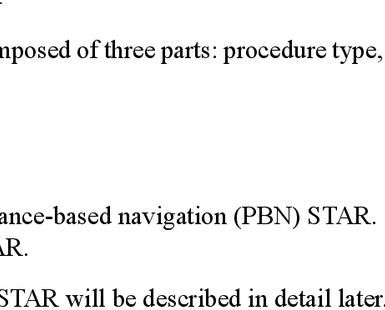 mposed of three parts: procedure type,
ance-based navigation (PBN) STAR.
AR.
STAR will be described in detail later.